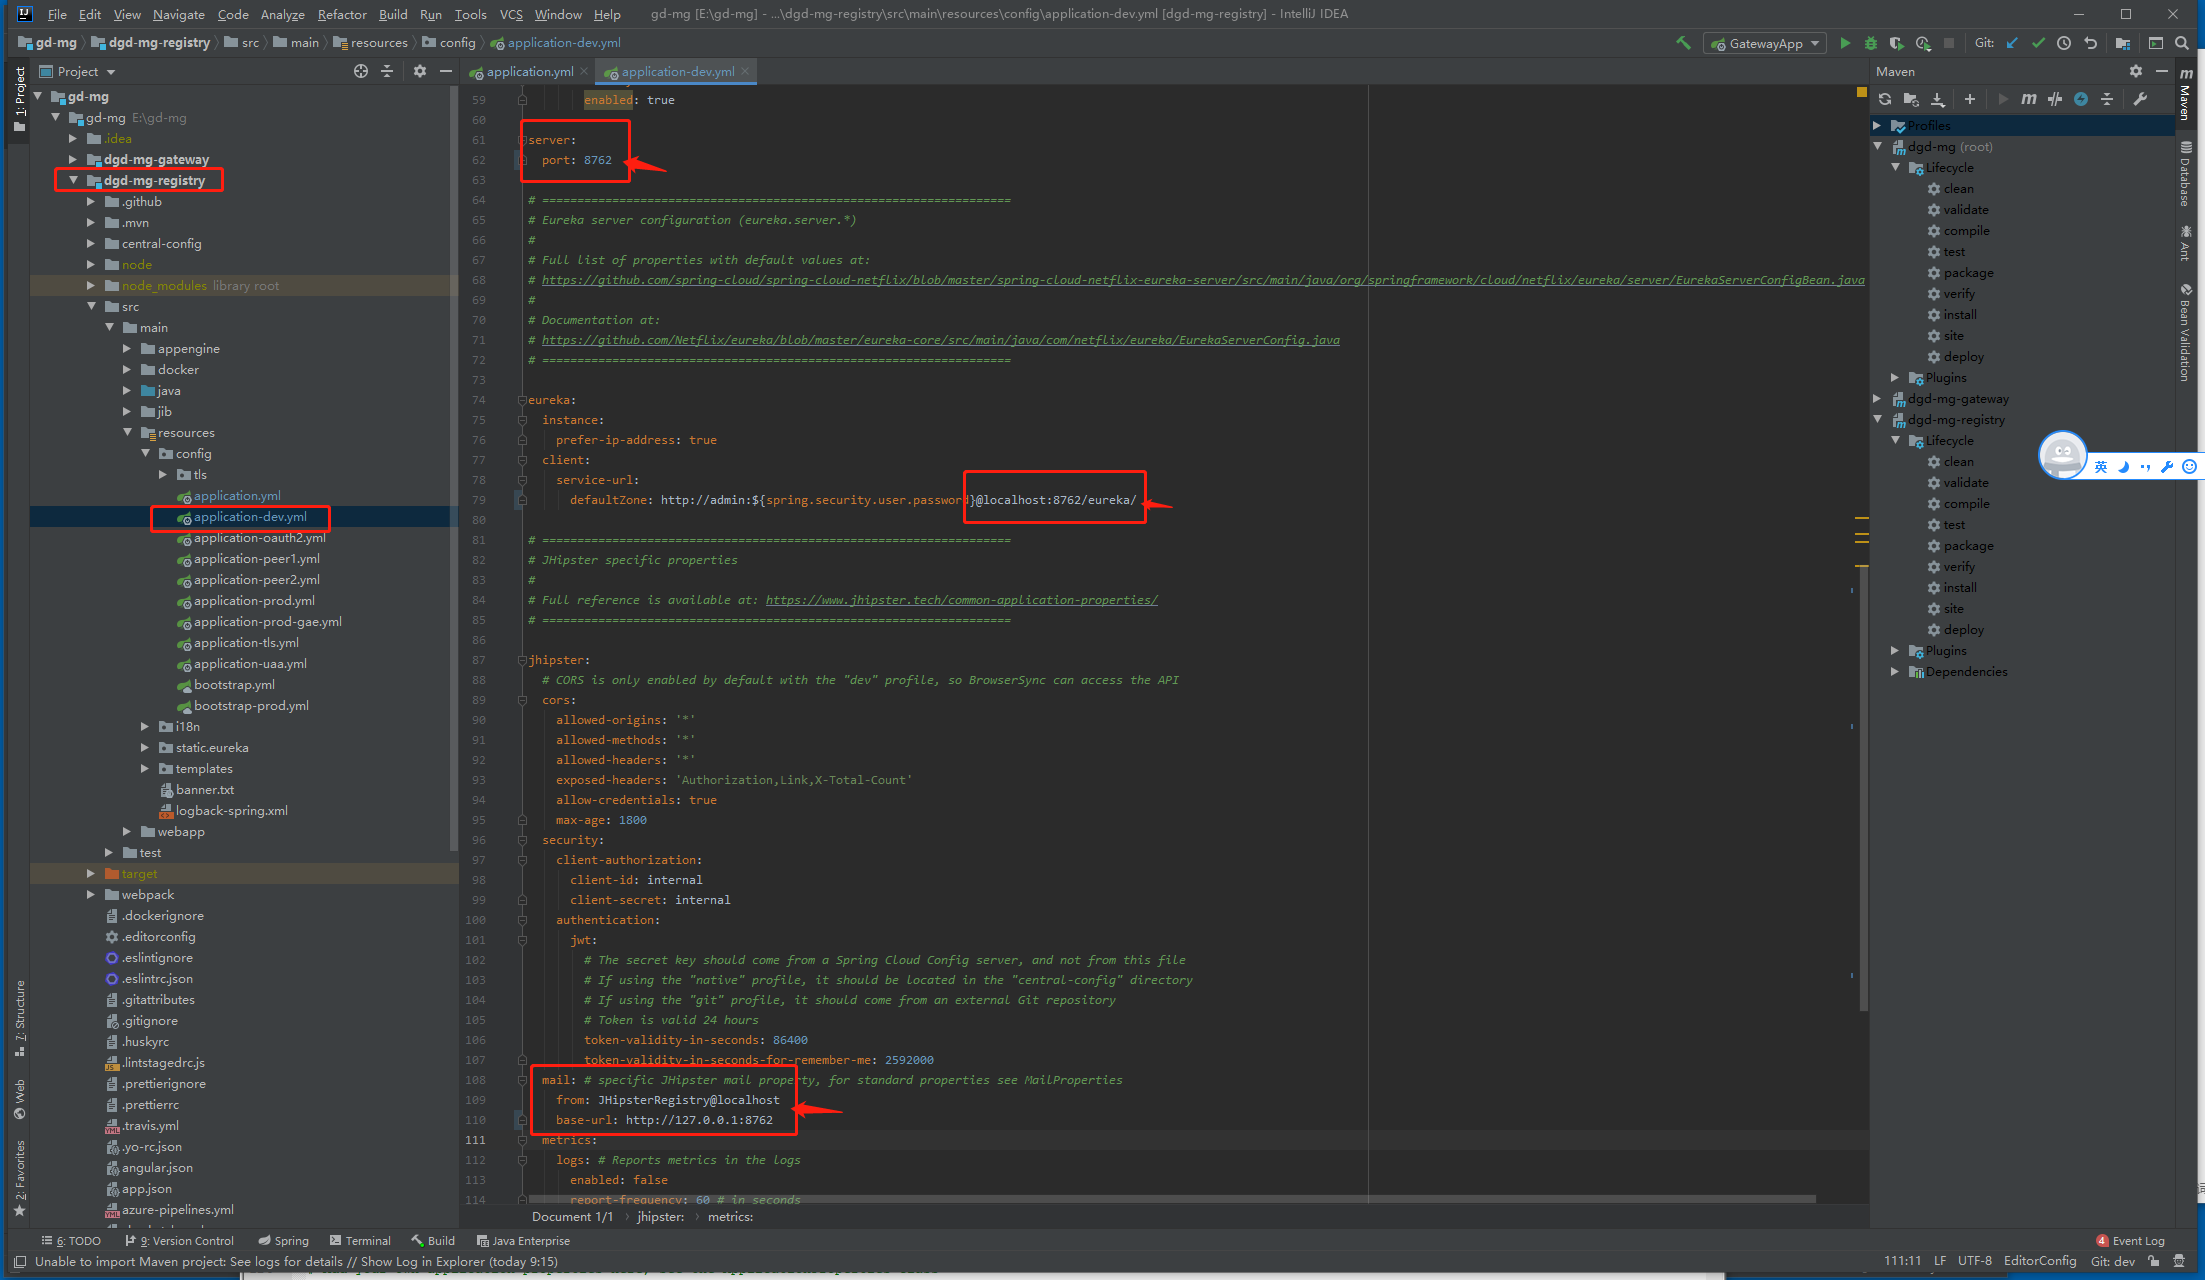 File Edit View Navigate Code Analyze Refactor Build Run Tools VCS Window Help gd-mg [E:\gd-mg] - ...\dgd-mg-registry\src\main\resources\config\application-dev.yml [dgd-mg-registry] - IntelliJ IDEA
gd-mg dgd-mg-registry src main resources config application-dev.yml GatewayApp Git:
Project
application.yml application-dev.yml
Maven
1: Project
7: Structure
Web
2: Favorites
gd-mg
gd-mg E:\gd-mg
.idea
dgd-mg-gateway
dgd-mg-registry
.github
.mvn
central-config
node
node_modules library root
src
main
appengine
docker
java
jib
resources
config
tls
application.yml
application-dev.yml
application-oauth2.yml
application-peer1.yml
application-peer2.yml
application-prod.yml
application-prod-gae.yml
application-tls.yml
application-uaa.yml
bootstrap.yml
bootstrap-prod.yml
i18n
static.eureka
templates
banner.txt
logback-spring.xml
webapp
test
target
webpack
.dockerignore
.editorconfig
.eslintignore
.eslintrc.json
.gitattributes
.gitignore
.huskyrc
.lintstagedrc.js
.prettierignore
.prettierrc
.travis.yml
.yo-rc.json
angular.json
app.json
azure-pipelines.yml
59 enabled: true
60
61 server:
62 port: 8762
63
64 # ===================================================================
65 # Eureka server configuration (eureka.server.*)
66 #
67 # Full list of properties with default values at:
68 # https://github.com/spring-cloud/spring-cloud-netflix/blob/master/spring-cloud-netflix-eureka-server/src/main/java/org/springframework/cloud/netflix/eureka/server/EurekaServerConfigBean.java
69 #
70 # Documentation at:
71 # https://github.com/Netflix/eureka/blob/master/eureka-core/src/main/java/com/netflix/eureka/EurekaServerConfig.java
72 # ===================================================================
73
74 eureka:
75 instance:
76 prefer-ip-address: true
77 client:
78 service-url:
79 defaultZone: http://admin:${spring.security.user.password}@localhost:8762/eureka/
80
81 # ===================================================================
82 # JHipster specific properties
83 #
84 # Full reference is available at: https://www.jhipster.tech/common-application-properties/
85 # ===================================================================
86
87 jhipster:
88 # CORS is only enabled by default with the "dev" profile, so BrowserSync can access the API
89 cors:
90 allowed-origins: '*'
91 allowed-methods: '*'
92 allowed-headers: '*'
93 exposed-headers: 'Authorization,Link,X-Total-Count'
94 allow-credentials: true
95 max-age: 1800
96 security:
97 client-authorization:
98 client-id: internal
99 client-secret: internal
100 authentication:
101 jwt:
102 # The secret key should come from a Spring Cloud Config server, and not from this file
103 # If using the "native" profile, it should be located in the "central-config" directory
104 # If using the "git" profile, it should come from an external Git repository
105 # Token is valid 24 hours
106 token-validity-in-seconds: 86400
107 token-validity-in-seconds-for-remember-me: 2592000
108 mail: # specific JHipster mail property, for standard properties see MailProperties
109 from: JHipsterRegistry@localhost
110 base-url: http://127.0.0.1:8762
111 metrics:
112 logs: # Reports metrics in the logs
113 enabled: false
114 report-frequency: 60 # in seconds
Document 1/1 jhipster: metrics:
Profiles
dgd-mg (root)
Lifecycle
clean
validate
compile
test
package
verify
install
site
deploy
Plugins
dgd-mg-gateway
dgd-mg-registry
Lifecycle
clean
validate
compile
test
package
verify
install
site
deploy
Plugins
Dependencies
Maven
Database
Ant
Bean Validation
英
6: TODO 9: Version Control Spring Terminal Build Java Enterprise 4 Event Log
Unable to import Maven project: See logs for details // Show Log in Explorer (today 9:15) 111:11 LF UTF-8 EditorConfig Git: dev